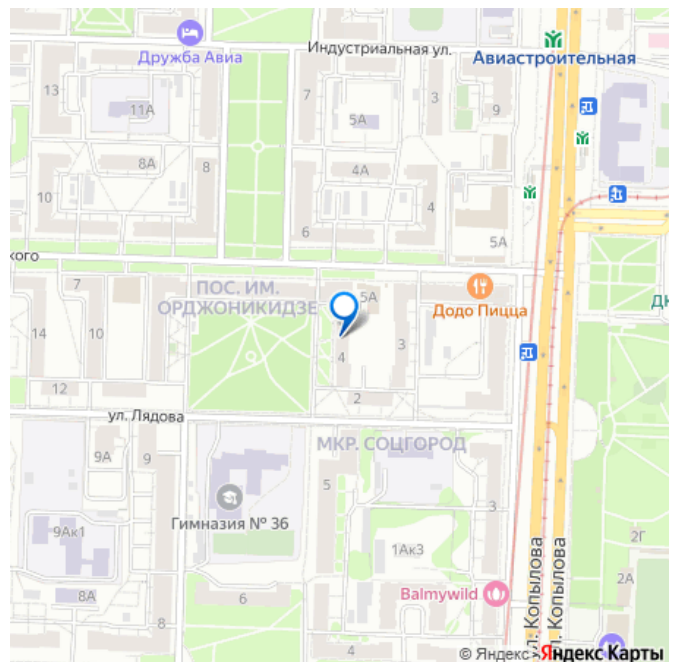 Дружба Авиа
Индустриальная ул.
Авиастроительная
13
11А
7
5А
3
9
8А
8
4А
10
4
6
5А
кого
ПОС. ИМ.
ОРДЖОНИКИДЗЕ
7
5А
Додо Пицца
ДК
14
10
4
3
12
2
ул. Лядова
МКР. СОЦГОРОД
9А
9
5
Гимназия № 36
3
9Ак1
1Ак3
2Г
2А
8А
6
Balmywild
4
ул. Копылова
ул. Копылова
© Яндекс Яндекс Карты